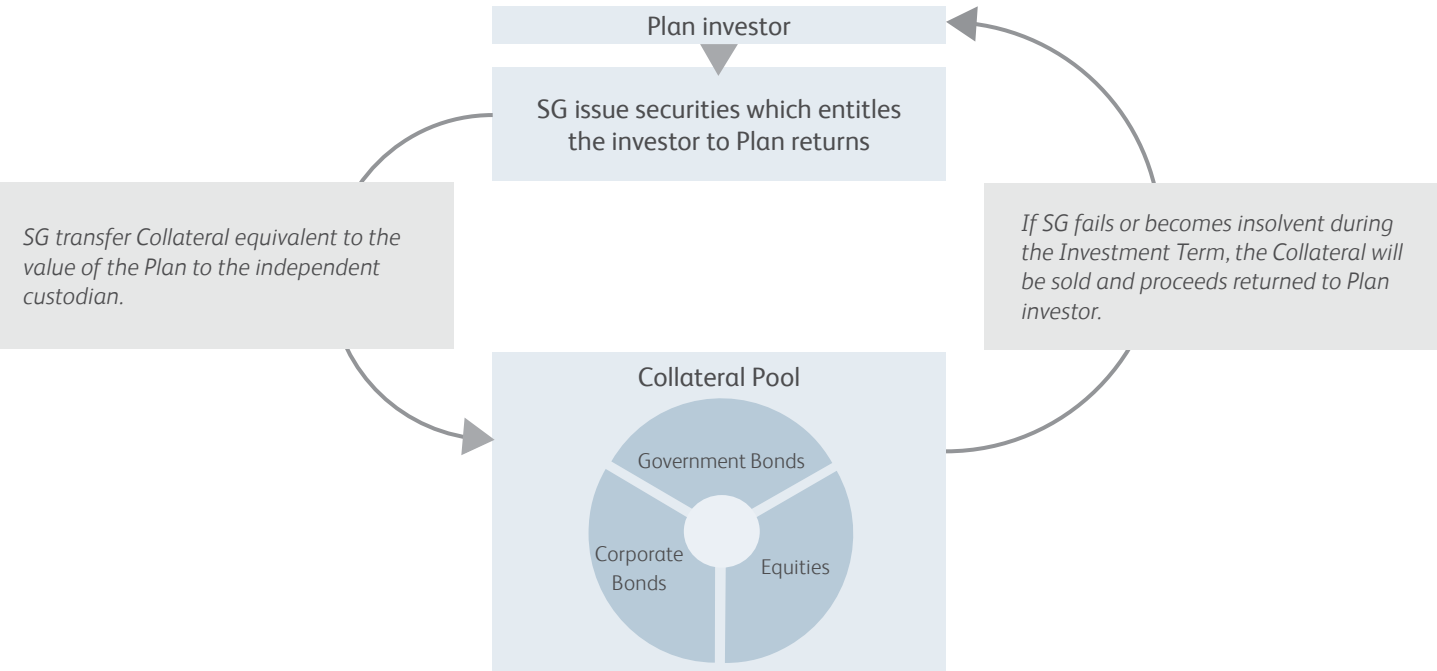 Plan investor
SG issue securities which entitles
the investor to Plan returns
SG transfer Collateral equivalent to the
value of the Plan to the independent
custodian.
If SG fails or becomes insolvent during
the Investment Term, the Collateral will
be sold and proceeds returned to Plan
investor.
Collateral Pool
Government Bonds
Corporate
Bonds
Equities